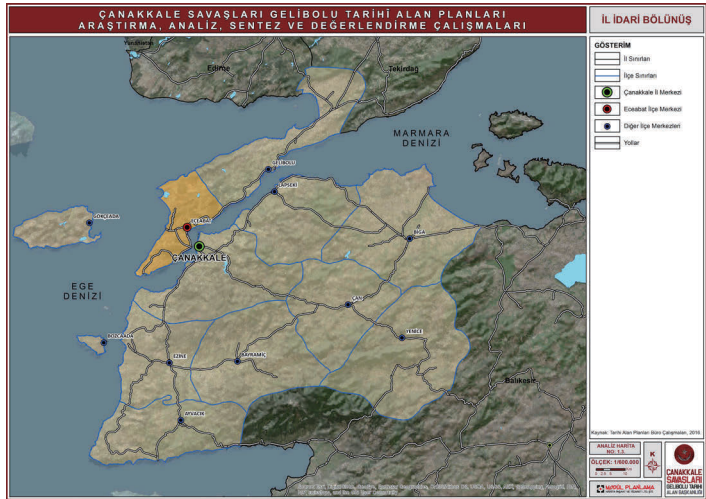 ÇANAKKALE SAVAŞLARI GELİBOLU TARİHİ ALAN PLANLARI
ARAŞTIRMA, ANALİZ, SENTEZ VE DEĞERLENDİRME ÇALIŞMALARI
İL İDARİ BÖLÜNÜŞ
GÖSTERİM
İl Sınırları
İlçe Sınırları
Çanakkale İl Merkezi
Eceabat İlçe Merkezi
Diğer İlçe Merkezleri
Yollar
Edirne
Tekirdağ
MARMARA
DENİZİ
GELİBOLU
LAPSEKİ
GÖKÇEADA
ECEABAT
BİGA
ÇANAKKALE
EGE
DENİZİ
ÇAN
BOZCAADA
YENİCE
EZİNE
BAYRAMİÇ
Balıkesir
AYVACIK
Kaynak: Tarihi Alan Planları Büro Çalışmaları, 2016.
ANALİZ HARİTA
NO: 1.3.
ÖLÇEK: 1/600.000
K
MODÜL PLANLAMA
ÇANAKKALE
SAVAŞLARI
GELİBOLU TARİHİ
ALAN BAŞKANLIĞI